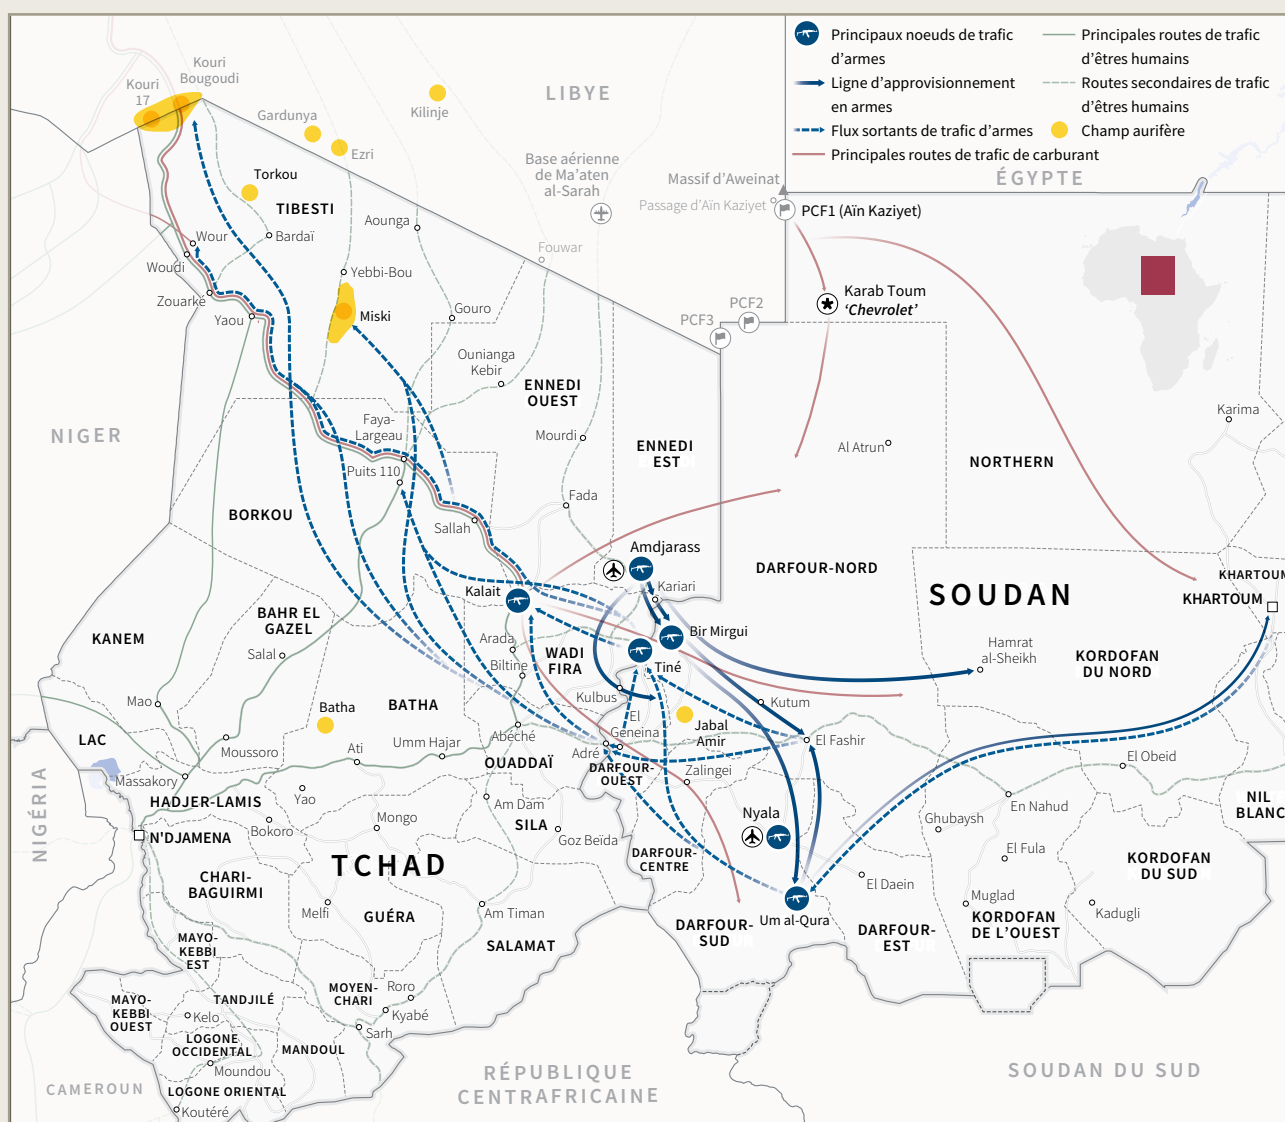 Principaux noeuds de trafic
d’armes
Ligne d’approvisionnement
en armes
Flux sortants de trafic d’armes
Principales routes de trafic de carburant
Principales routes de trafic
d’êtres humains
Routes secondaires de trafic
d’êtres humains
Champ aurifère
Kouri
Bougoudi
Kouri
17
Gardunya
Ezri
Kilinje
LIBYE
Base aérienne
de Ma’aten
al-Sarah
Massif d’Aweinat
Passage d’Aïn Kaziyet
ÉGYPTE
PCF1 (Aïn Kaziyet)
Torkou
TIBESTI
Bardaï
Aounga
Wour
Woudi
Fouwar
Yebbi-Bou
Zouarké
Yaou
Miski
Gouro
PCF2
PCF3
Karab Toum
‘Chevrolet’
Ounianga
Kebir
ENNEDI
OUEST
NIGER
Faya-
Largeau
Mourdi
ENNEDI
EST
Al Atrun
NORTHERN
Karima
Puits 110
BORKOU
Sallah
Fada
Amdjarass
DARFOUR-NORD
SOUDAN
KHARTOUM
KHARTOUM
Kalait
Kariari
BAHR EL
GAZEL
KANEM
Salal
Arada
Biltine
WADI
FIRA
Bir Mirgui
Tiné
Hamrat
al-Sheikh
KORDOFAN
DU NORD
Mao
Batha
BATHA
Kulbus
El
Geneina
Jabal
Amir
Kutum
LAC
Moussoro
Ati
Umm Hajar
Abéché
Adré
El Fashir
OUADDAÏ
DARFOUR-
OUEST
Zalingei
El Obeid
Massakory
NIGÉRIA
HADJER-LAMIS
Yao
Am Dam
En Nahud
NIL
BLANC
N'DJAMENA
Bokoro
Mongo
SILA
Goz Beïda
Nyala
Ghubaysh
TCHAD
DARFOUR-
CENTRE
El Fula
KORDOFAN
DU SUD
CHARI-
BAGUIRMI
El Daein
Melfi
GUÉRA
Am Timan
Um al-Qura
Muglad
Kadugli
DARFOUR-
SUD
DARFOUR-
EST
KORDOFAN
DE L’OUEST
MAYO-
KEBBI
EST
SALAMAT
MAYO-
KEBBI
OUEST
TANDJILÉ
MOYEN-
CHARI
Roro
Kelo
Kyabé
Sarh
LOGONE
OCCIDENTAL
MANDOUL
Moundou
CAMEROUN
LOGONE ORIENTAL
Koutéré
RÉPUBLIQUE
CENTRAFRICAINE
SOUDAN DU SUD